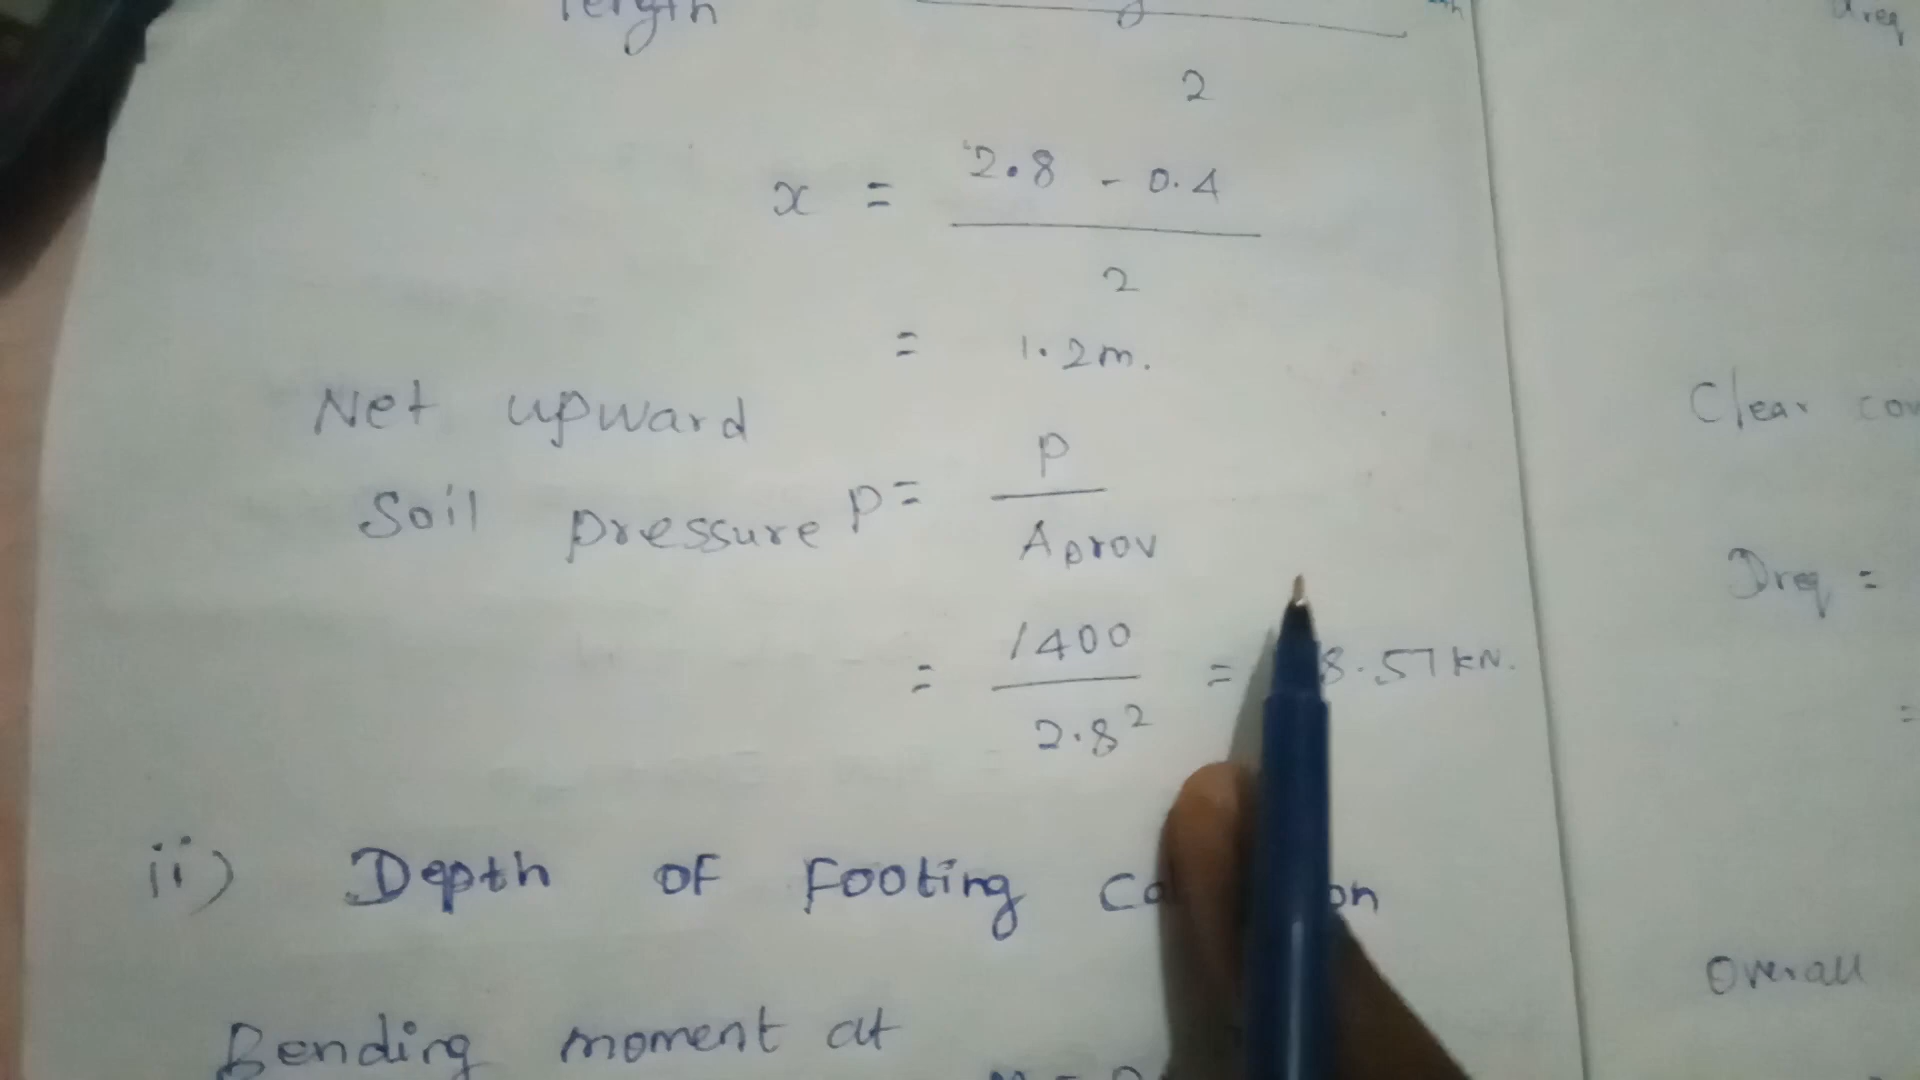 length
2
x = 2.8 - 0.4
2
= 1.2m.
Net upward
Soil pressure p = P
Aprov
= 1400 = 8.57 kN.
2.8²
ii) Depth of Footing
Bending moment at
Clear
Dreq =
=
Overall